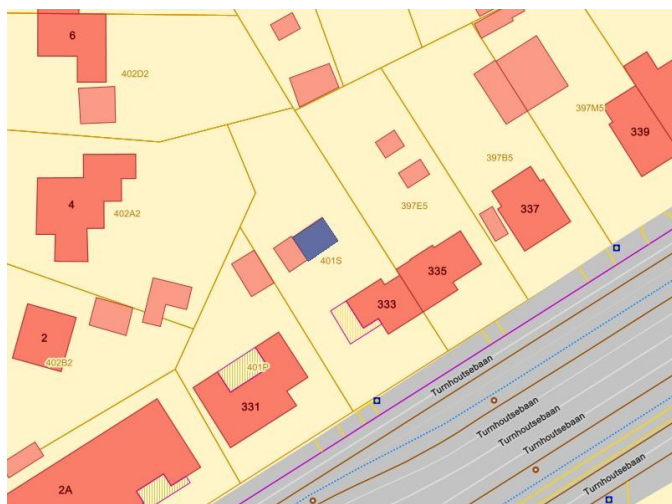 6
402D2
397M5
339
4
402A2
397B5
397E5
337
401S
335
333
2
402B2
401P
331
Turnhoutsebaan
Turnhoutsebaan
Turnhoutsebaan
Turnhoutsebaan
Turnhoutsebaan
2A